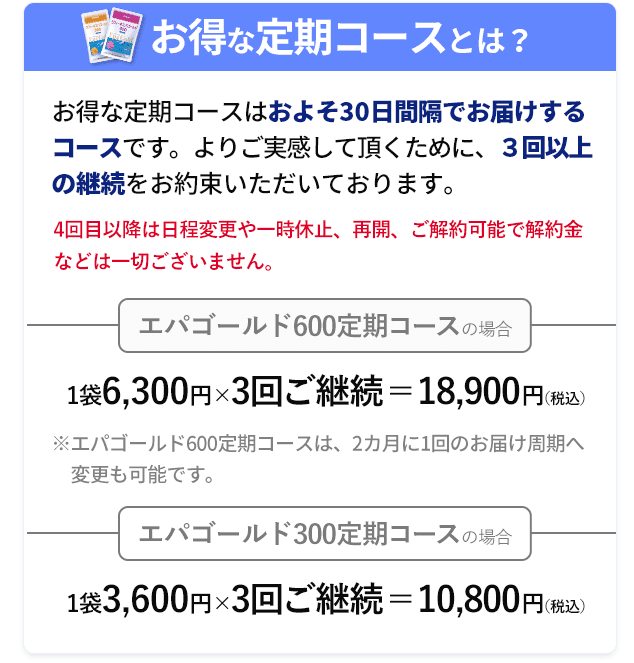 お得な定期コースとは？
お得な定期コースはおよそ30日間隔でお届けする
コースです。よりご実感して頂くために、３回以上
の継続をお約束いただいております。
4回目以降は日程変更や一時休止、再開、ご解約可能で解約金
などは一切ございません。
エパゴールド600定期コースの場合
1袋6,300円×3回ご継続＝18,900円(税込)
※エパゴールド600定期コースは、2カ月に1回のお届け周期へ
変更も可能です。
エパゴールド300定期コースの場合
1袋3,600円×3回ご継続＝10,800円(税込)